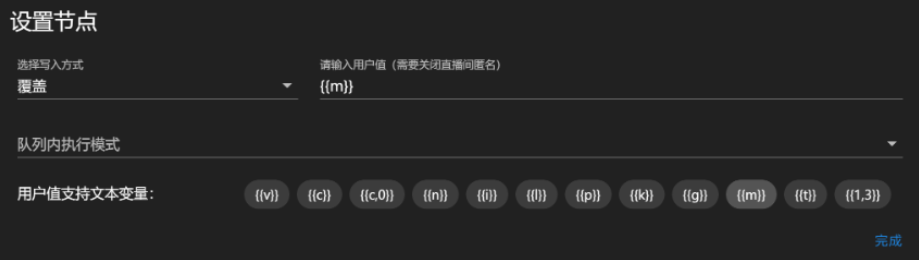 设置节点
选择写入方式
请输入用户值（需要关闭直播间匿名）
覆盖
{{m}}
队列内执行模式
用户值支持文本变量：
{{v}} {{c}} {{c,0}} {{n}} {{i}} {{l}} {{p}} {{k}} {{g}} {{m}} {{t}} {{1,3}}
完成